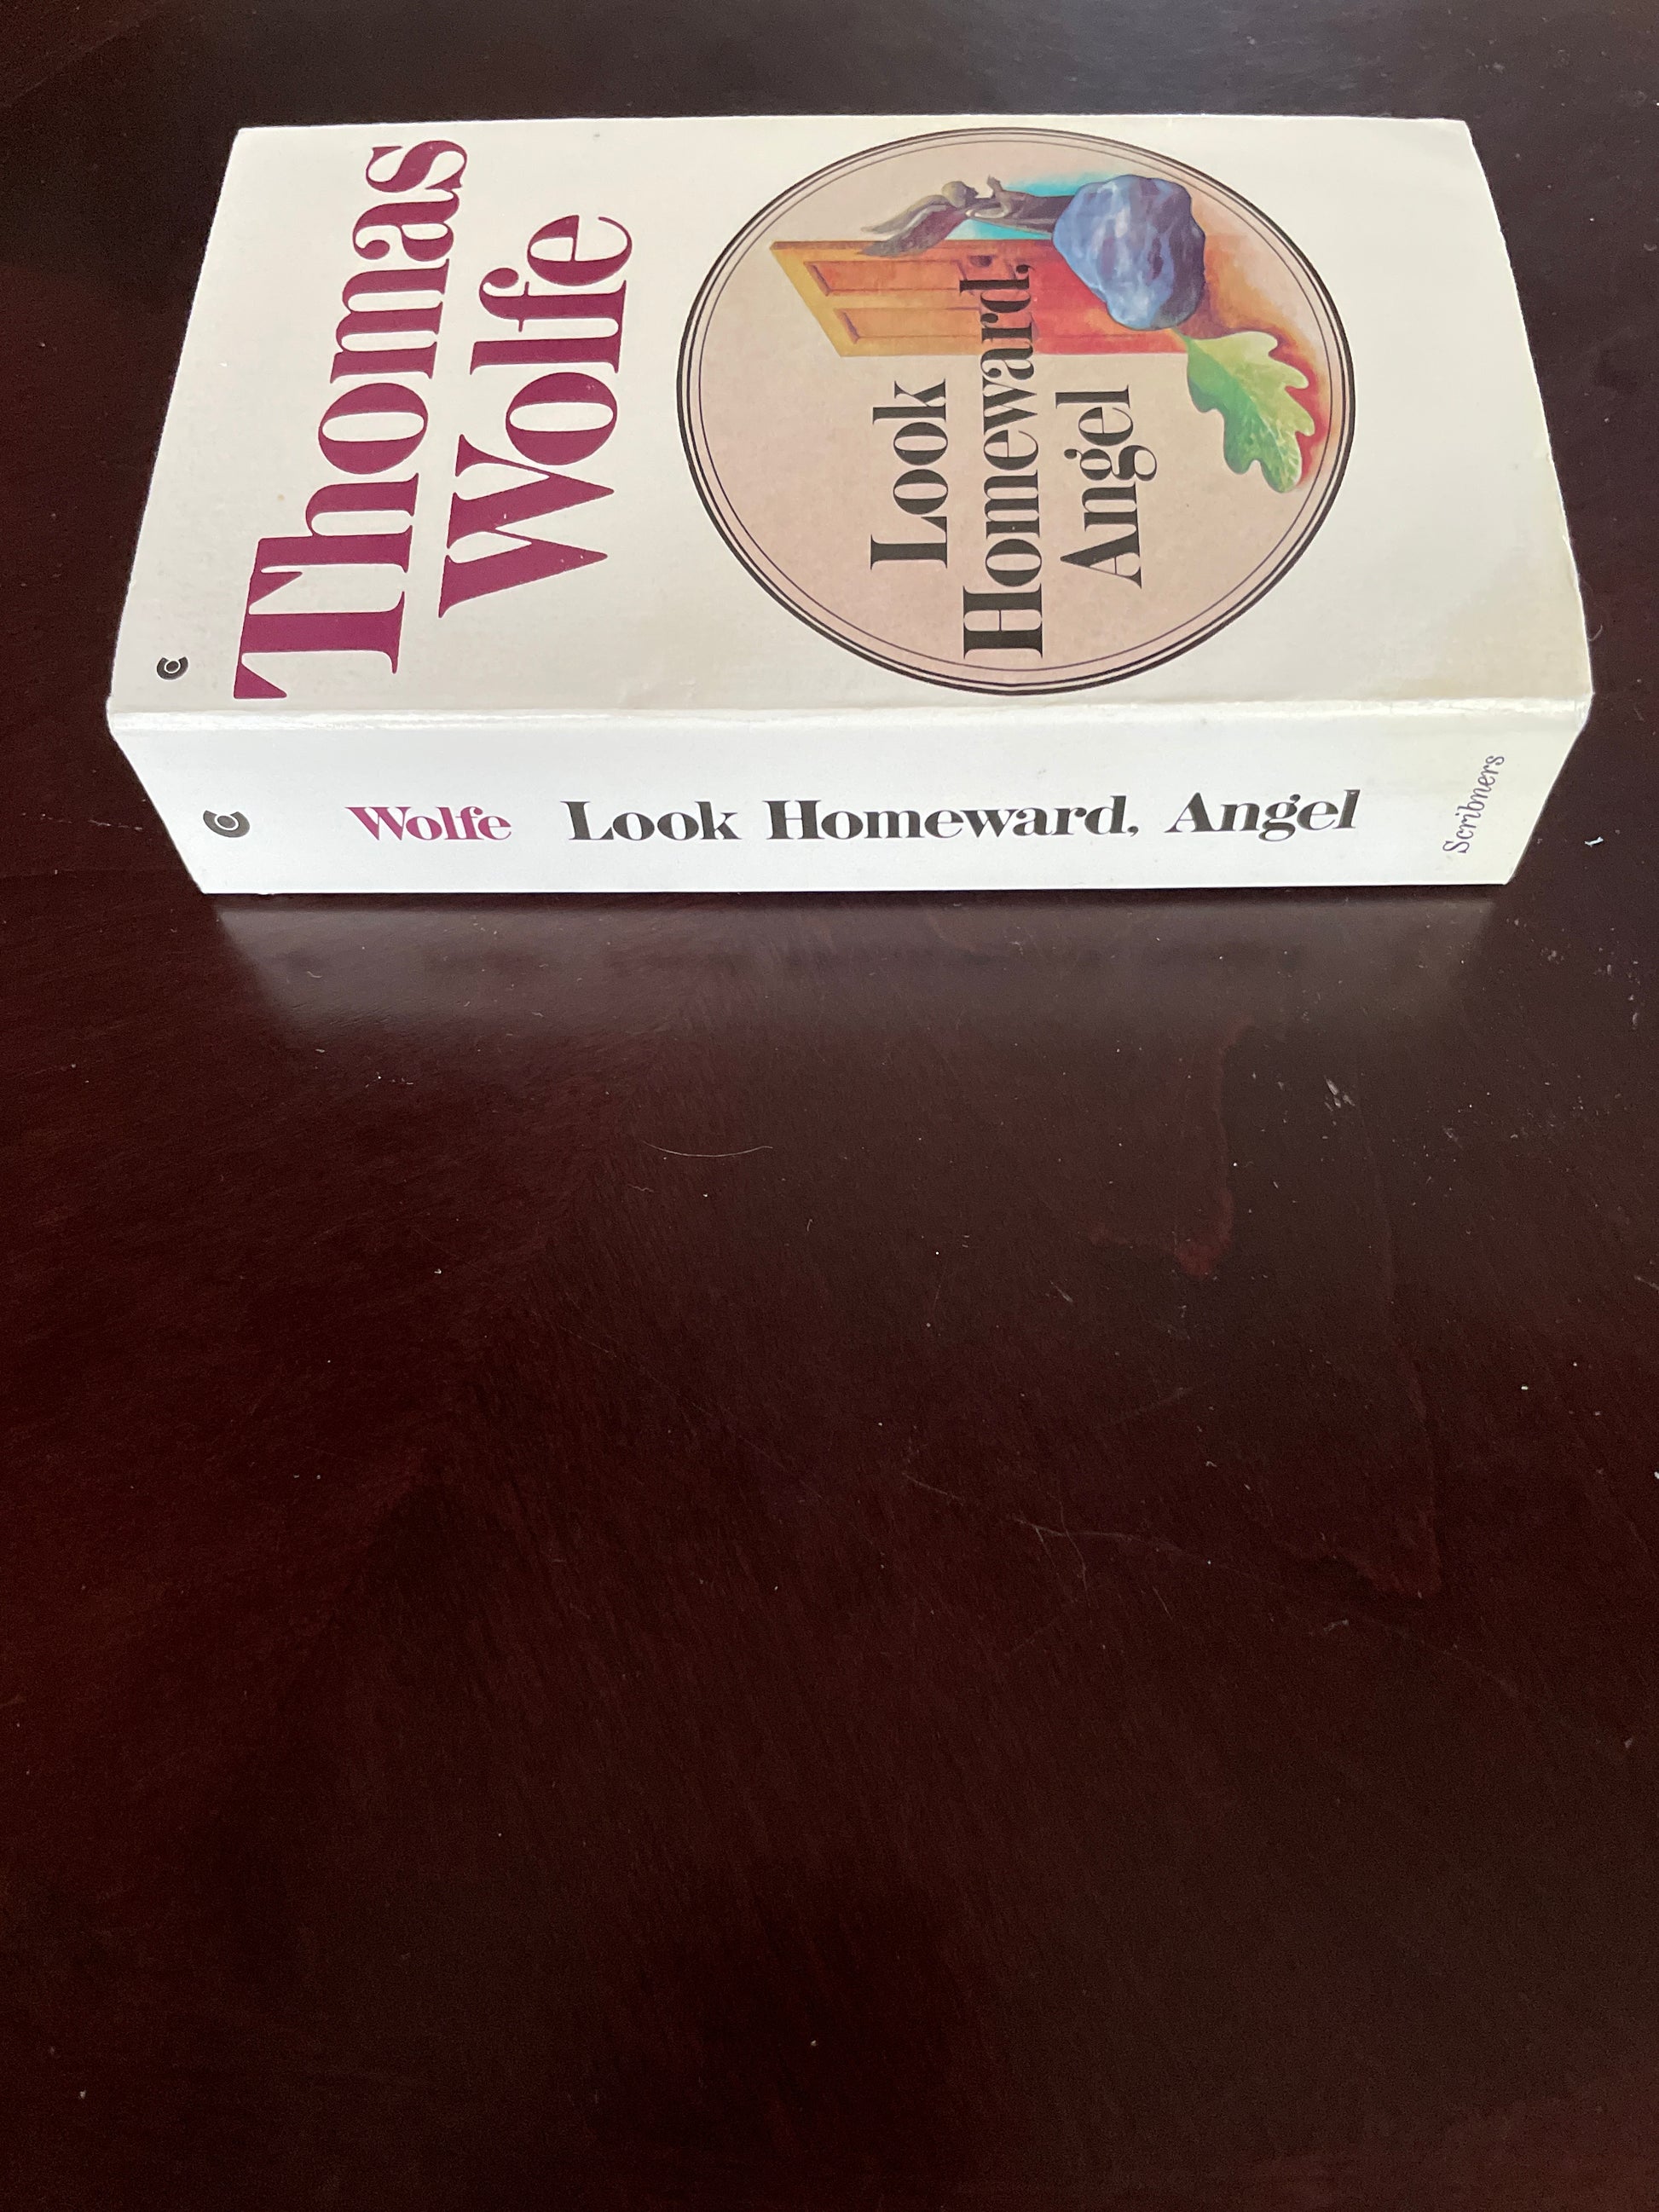 Thomas
Wolfe
Look
Homeward,
Angel
Wolfe Look Homeward, Angel
Scribners